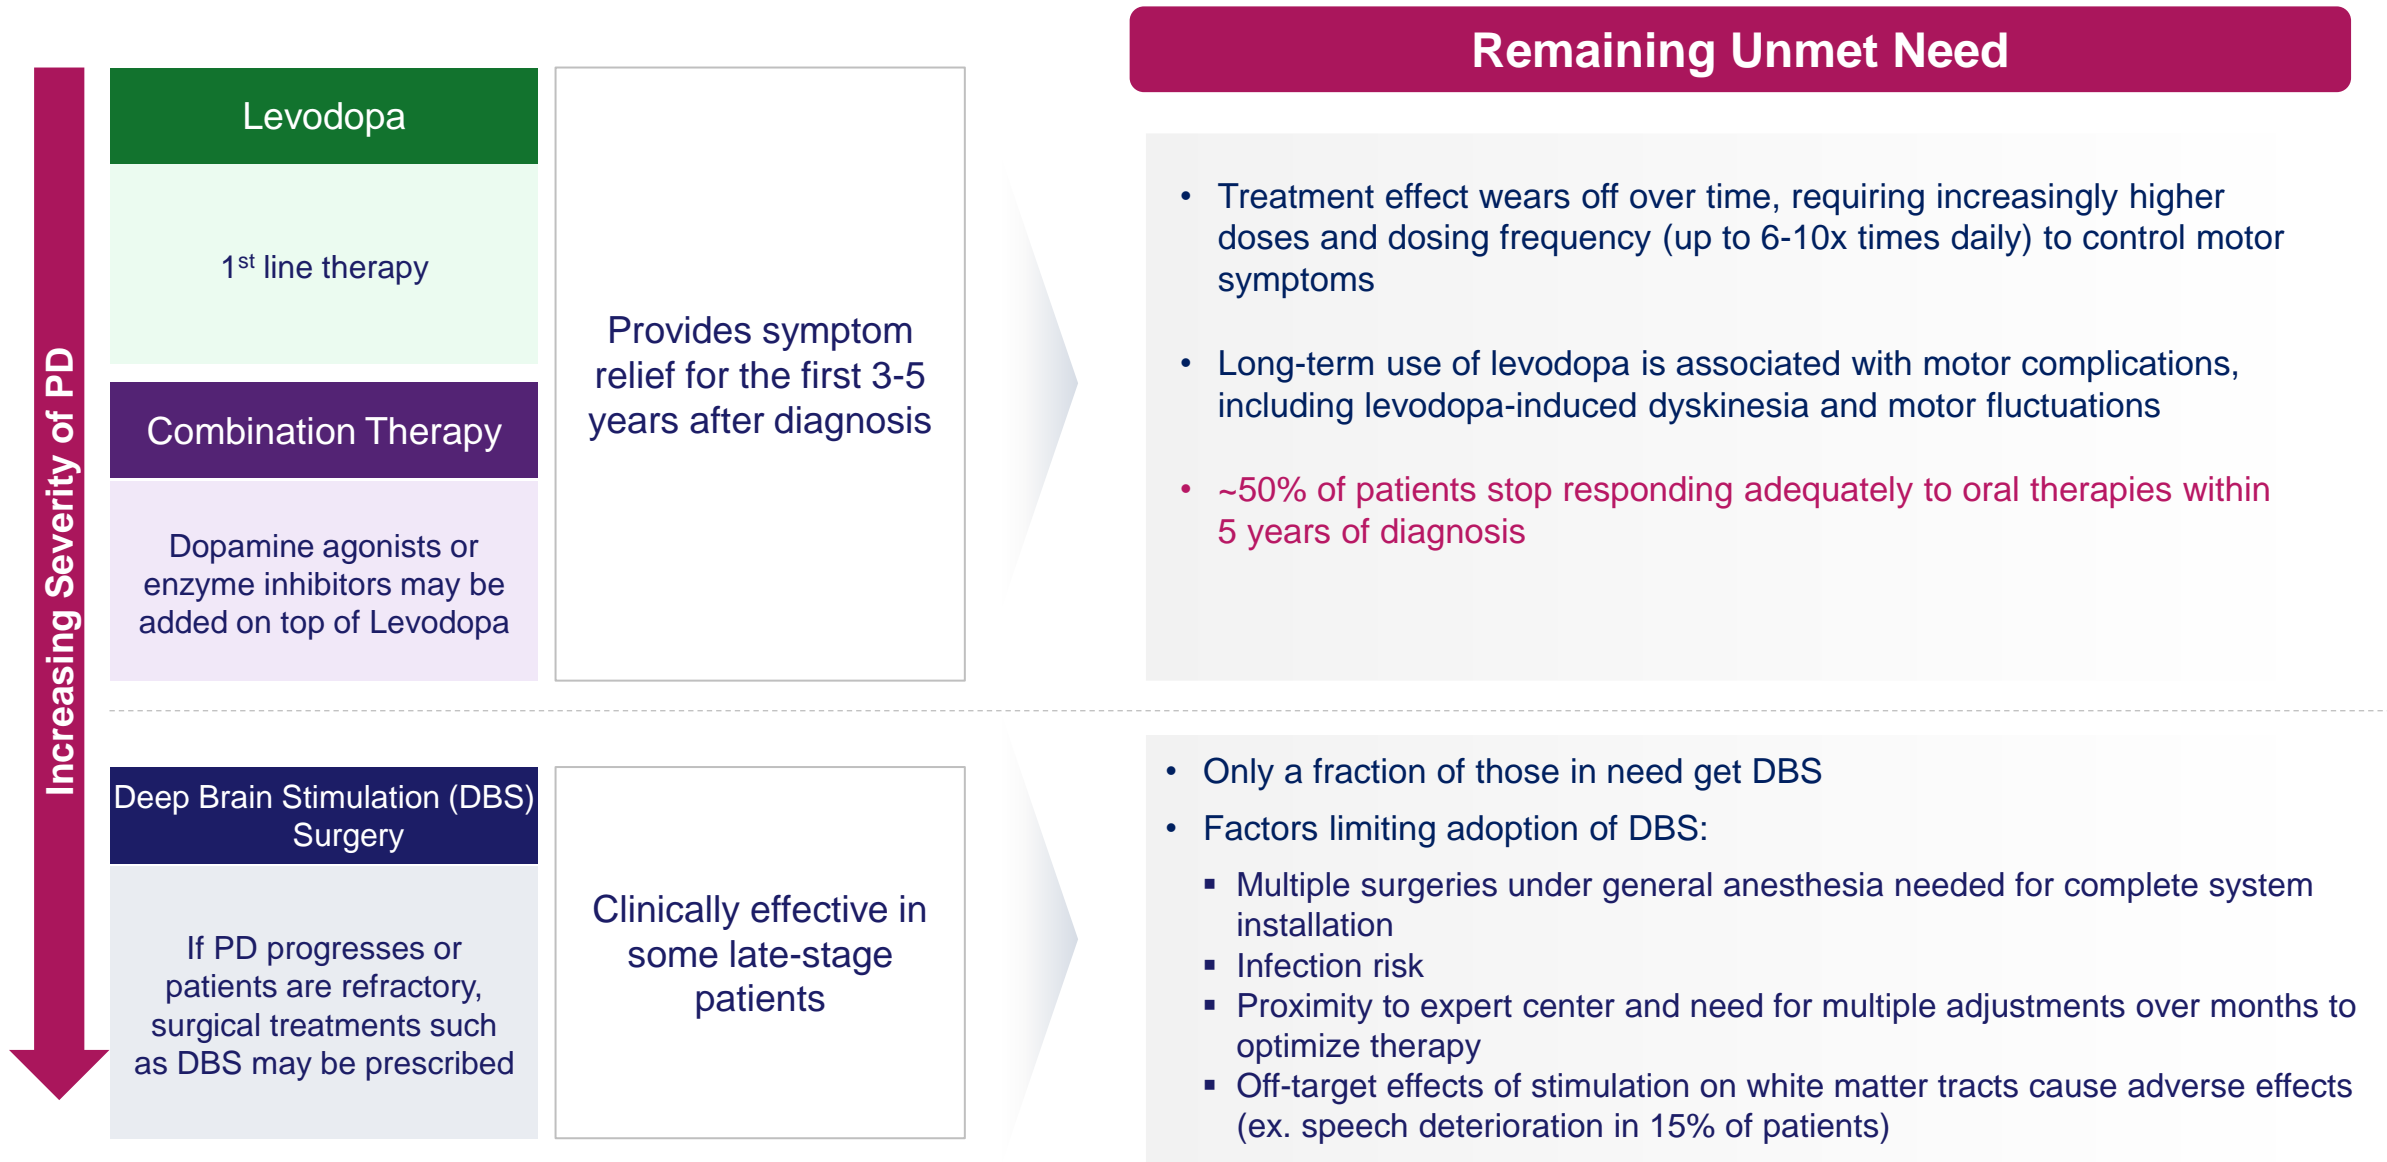 Remaining Unmet Need
Increasing Severity of PD
Levodopa
1st line therapy
Combination Therapy
Dopamine agonists or
enzyme inhibitors may be
added on top of Levodopa
Provides symptom
relief for the first 3-5
years after diagnosis
• Treatment effect wears off over time, requiring increasingly higher
doses and dosing frequency (up to 6-10x times daily) to control motor
symptoms
• Long-term use of levodopa is associated with motor complications,
including levodopa-induced dyskinesia and motor fluctuations
• ~50% of patients stop responding adequately to oral therapies within
5 years of diagnosis
Deep Brain Stimulation (DBS)
Surgery
If PD progresses or
patients are refractory,
surgical treatments such
as DBS may be prescribed
Clinically effective in
some late-stage
patients
• Only a fraction of those in need get DBS
• Factors limiting adoption of DBS:
▪ Multiple surgeries under general anesthesia needed for complete system
installation
▪ Infection risk
▪ Proximity to expert center and need for multiple adjustments over months to
optimize therapy
▪ Off-target effects of stimulation on white matter tracts cause adverse effects
(ex. speech deterioration in 15% of patients)